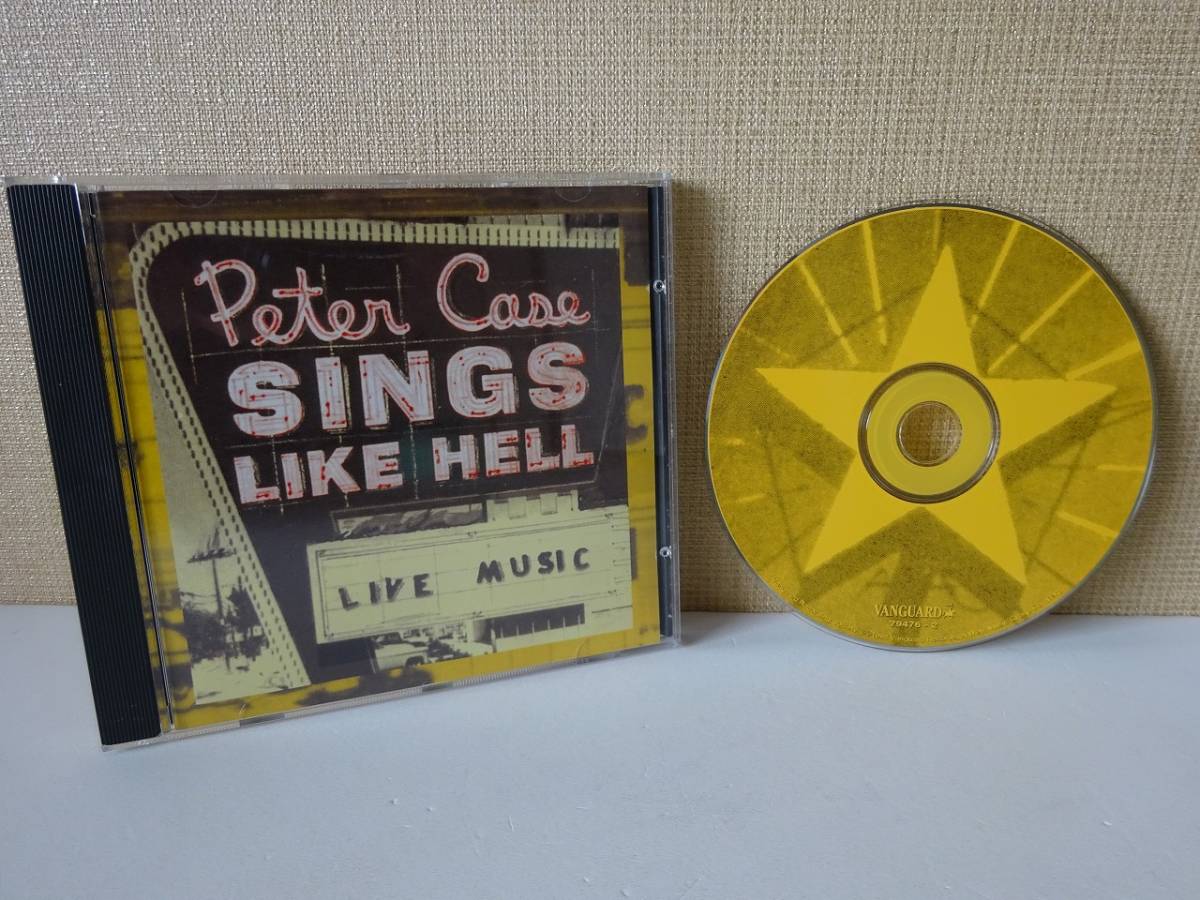 Peter Case
SINGS
LIKE HELL
LIVE MUSIC
VANGUARD
79476-2